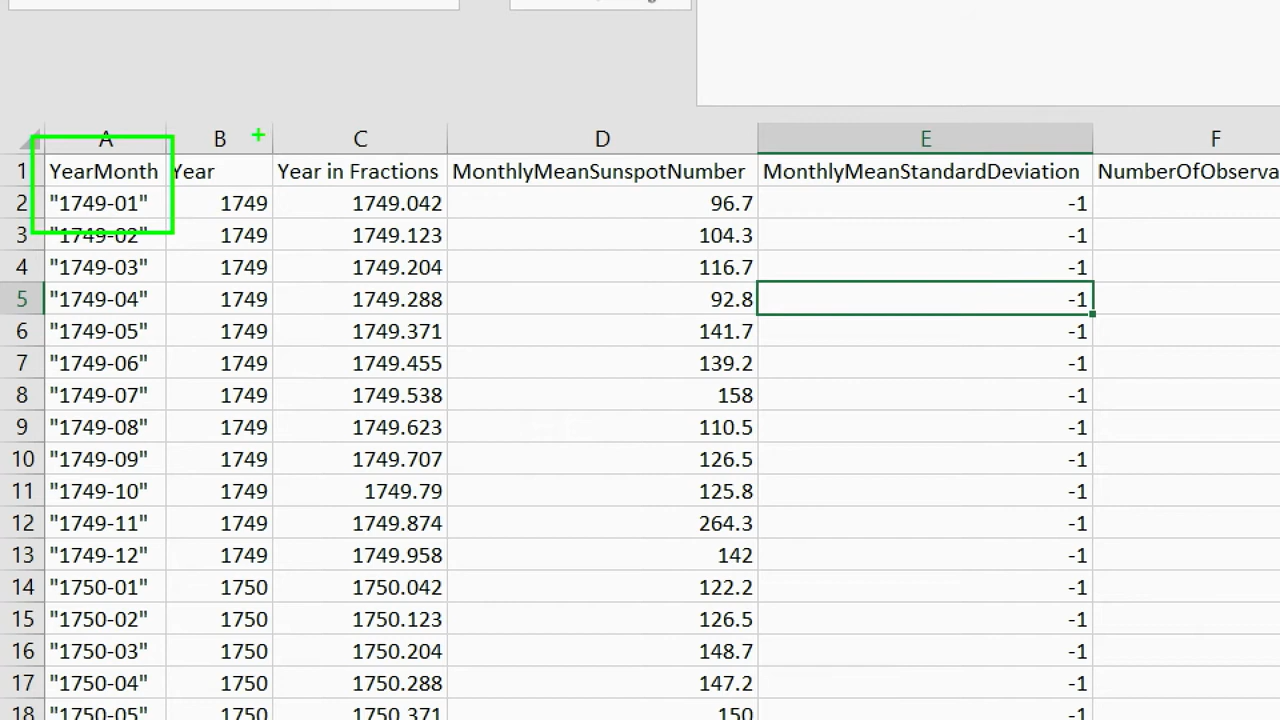 A B C D E F
1 YearMonth Year Year in Fractions MonthlyMeanSunspotNumber MonthlyMeanStandardDeviation NumberOfObserva
2 "1749-01" 1749 1749.042 96.7 -1
3 "1749-02" 1749 1749.123 104.3 -1
4 "1749-03" 1749 1749.204 116.7 -1
5 "1749-04" 1749 1749.288 92.8 -1
6 "1749-05" 1749 1749.371 141.7 -1
7 "1749-06" 1749 1749.455 139.2 -1
8 "1749-07" 1749 1749.538 158 -1
9 "1749-08" 1749 1749.623 110.5 -1
10 "1749-09" 1749 1749.707 126.5 -1
11 "1749-10" 1749 1749.79 125.8 -1
12 "1749-11" 1749 1749.874 264.3 -1
13 "1749-12" 1749 1749.958 142 -1
14 "1750-01" 1750 1750.042 122.2 -1
15 "1750-02" 1750 1750.123 126.5 -1
16 "1750-03" 1750 1750.204 148.7 -1
17 "1750-04" 1750 1750.288 147.2 -1
18 "1750-05" 1750 1750.371 150 -1